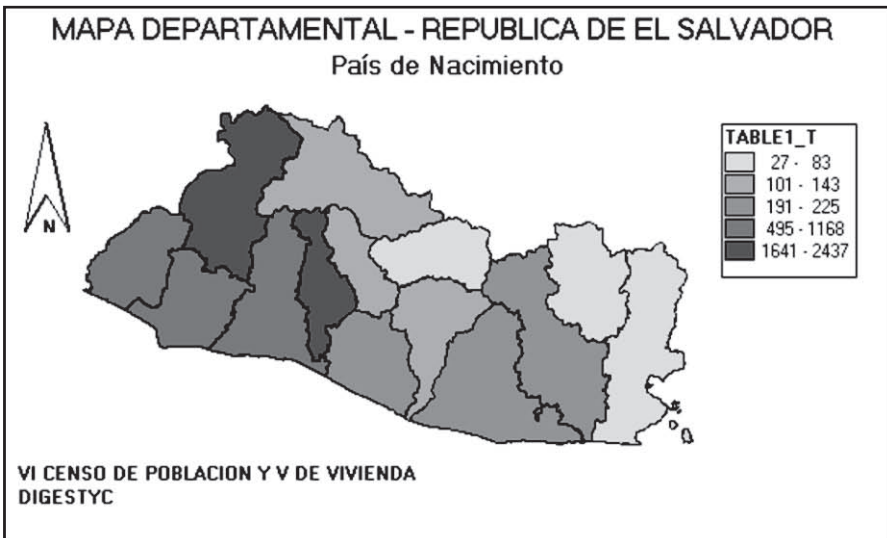 MAPA DEPARTAMENTAL - REPUBLICA DE EL SALVADOR
País de Nacimiento
N
TABLE1_T
27 - 83
101 - 143
191 - 225
495 - 1168
1641 - 2437
VI CENSO DE POBLACION Y V DE VIVIENDA
DIGESTYC